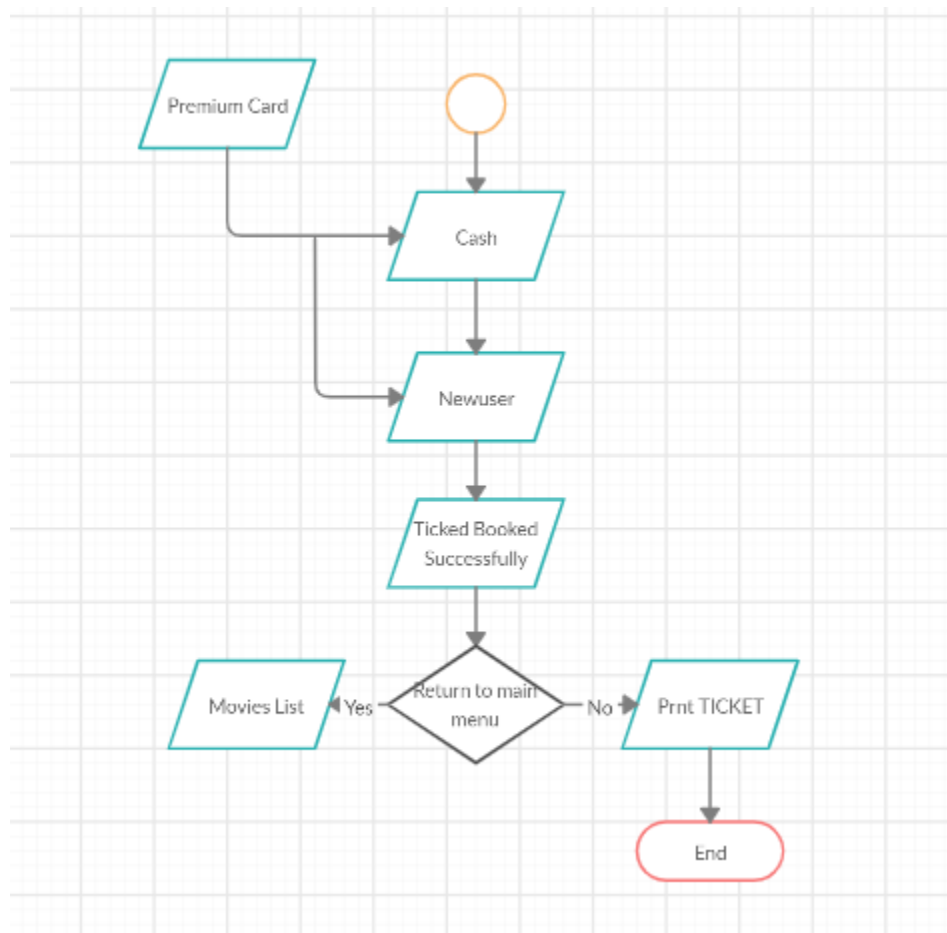 Premium Card
Cash
Newuser
Ticked Booked
Successfully
Return to main
menu
Yes
No
Movies List
Prnt TICKET
End